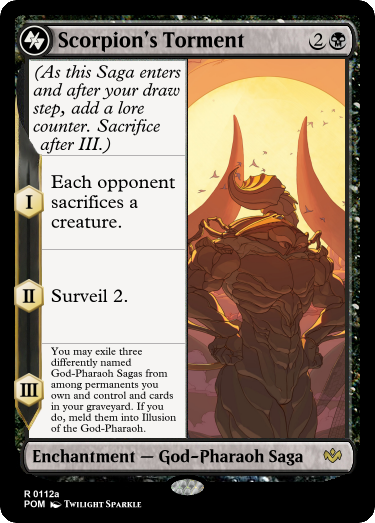 Scorpion's Torment 2
(As this Saga enters
and after your draw
step, add a lore
counter. Sacrifice
after III.)
I
Each opponent
sacrifices a
creature.
II
Surveil 2.
III
You may exile three
differently named
God-Pharaoh Sagas from
among permanents you
own and control and cards
in your graveyard. If you
do, meld them into Illusion
of the God-Pharaoh.
Enchantment — God-Pharaoh Saga
R 0112a
POM Twilight Sparkle